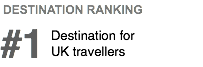 DESTINATION RANKING
#1 Destination for
UK travellers